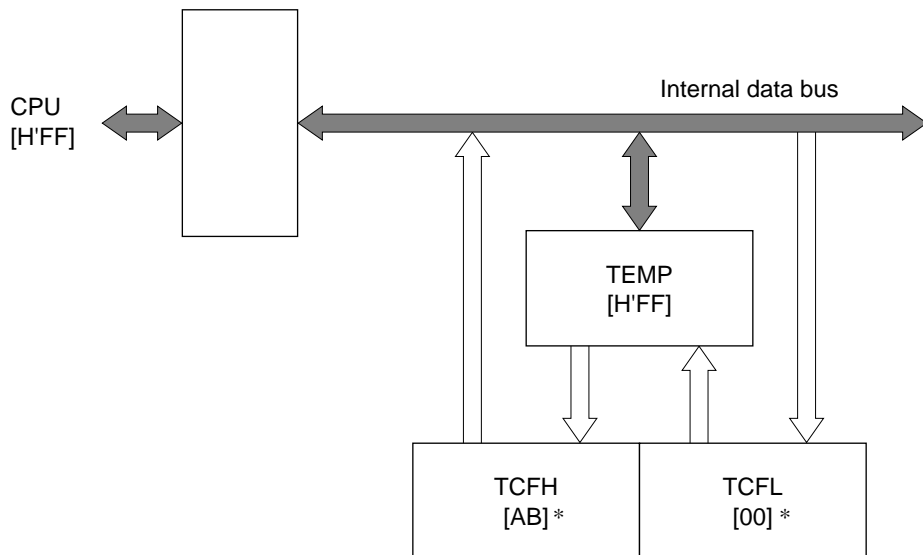 Internal data bus
CPU
[H'FF]
TEMP
[H'FF]
TCFH
[AB] *
TCFL
[00] *